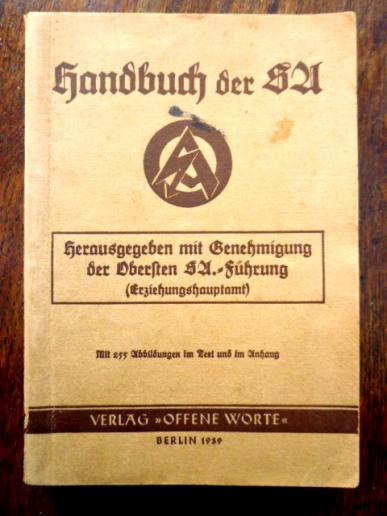 Handbuch der SA
SA
Herausgegeben mit Genehmigung
der Obersten SA.-Führung
(Erziehungshauptamt)
Mit 255 Abbildungen im Text und im Anhang
VERLAG »OFFENE WORTE«
BERLIN 1939